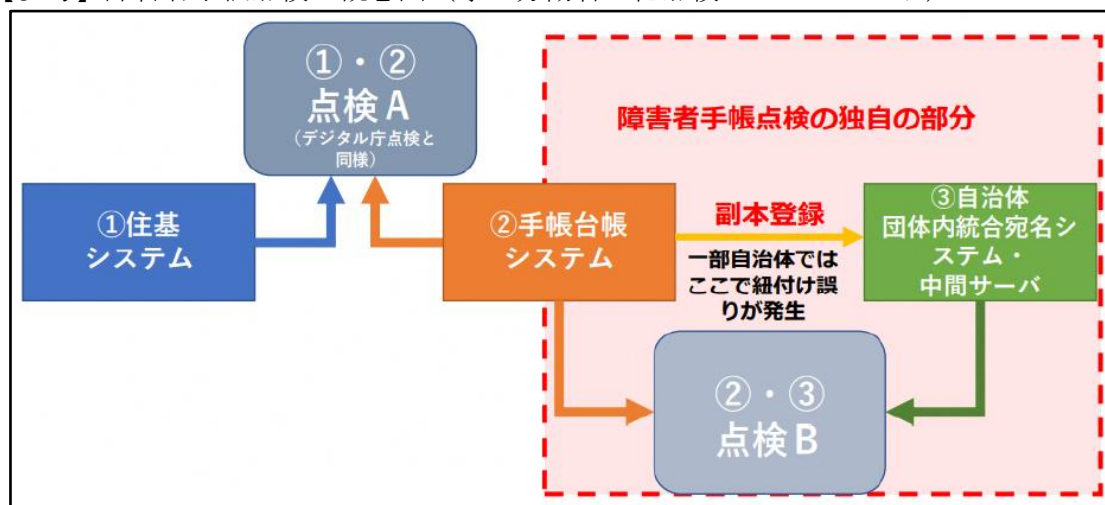 ①・②
点検A
(デジタル庁点検と
同様)
障害者手帳点検の独自の部分
①住基
システム
②手帳台帳
システム
副本登録
一部自治体では
ここで紐付け誤
りが発生
③自治体
団体内統合宛名シ
ステム・
中間サーバ
②・③
点検B